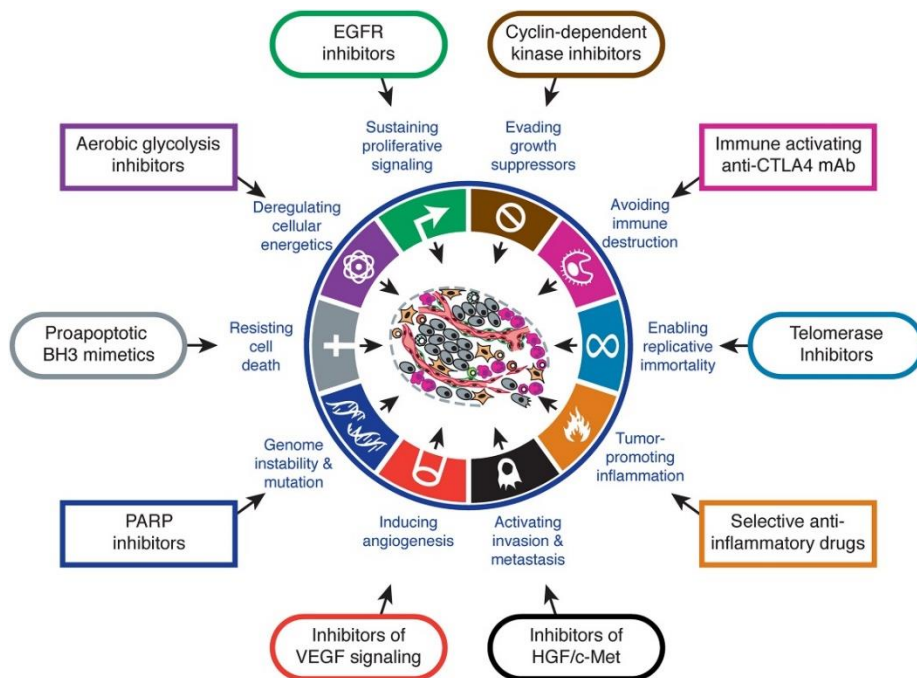 EGFR
inhibitors
Cyclin-dependent
kinase inhibitors
Aerobic glycolysis
inhibitors
Sustaining
proliferative
signaling
Evading
growth
suppressors
Immune activating
anti-CTLA4 mAb
Deregulating
cellular
energetics
Avoiding
immune
destruction
Proapoptotic
BH3 mimetics
Resisting
cell
death
Enabling
replicative
immortality
Telomerase
Inhibitors
Genome
instability &
mutation
Tumor-
promoting
inflammation
PARP
inhibitors
Inducing
angiogenesis
Activating
invasion &
metastasis
Selective anti-
inflammatory drugs
Inhibitors of
VEGF signaling
Inhibitors of
HGF/c-Met